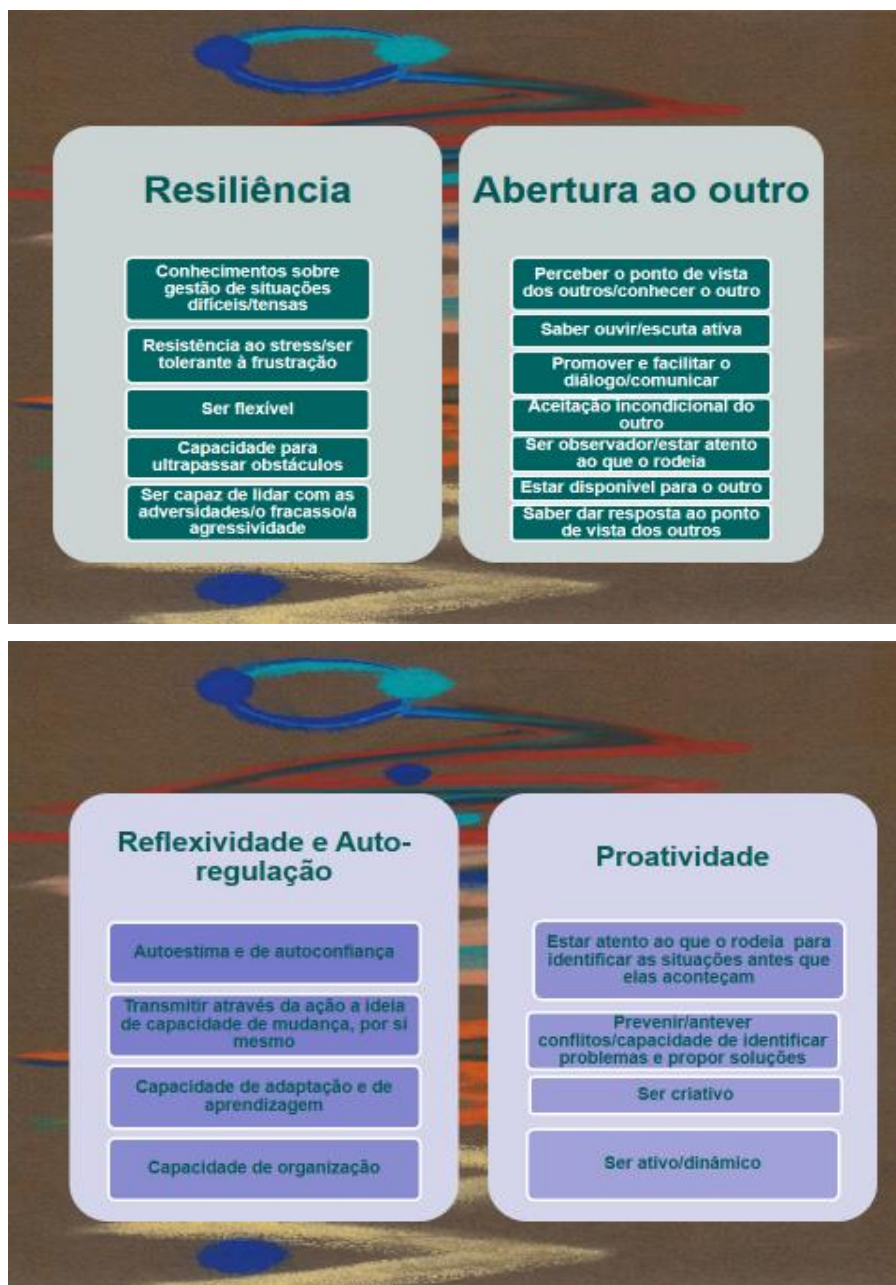 Resiliência
Conhecimentos sobre
gestão de situações
difíceis/tensas
Resistência ao stress/ser
tolerante à frustração
Ser flexível
Capacidade para
ultrapassar obstáculos
Ser capaz de lidar com as
adversidades/o fracasso/a
agressividade
Abertura ao outro
Perceber o ponto de vista
dos outros/conhecer o outro
Saber ouvir/escuta ativa
Promover e facilitar o
diálogo/comunicar
Aceitação incondicional do
outro
Ser observador/estar atento
ao que o rodeia
Estar disponível para o outro
Saber dar resposta ao ponto
de vista dos outros
Reflexividade e Auto-
regulação
Autoestima e de autoconfiança
Transmitir através da ação a ideia
de capacidade de mudança, por si
mesmo
Capacidade de adaptação e de
aprendizagem
Capacidade de organização
Proatividade
Estar atento ao que o rodeia para
identificar as situações antes que
elas aconteçam
Prevenir/antever
conflitos/capacidade de identificar
problemas e propor soluções
Ser criativo
Ser ativo/dinâmico